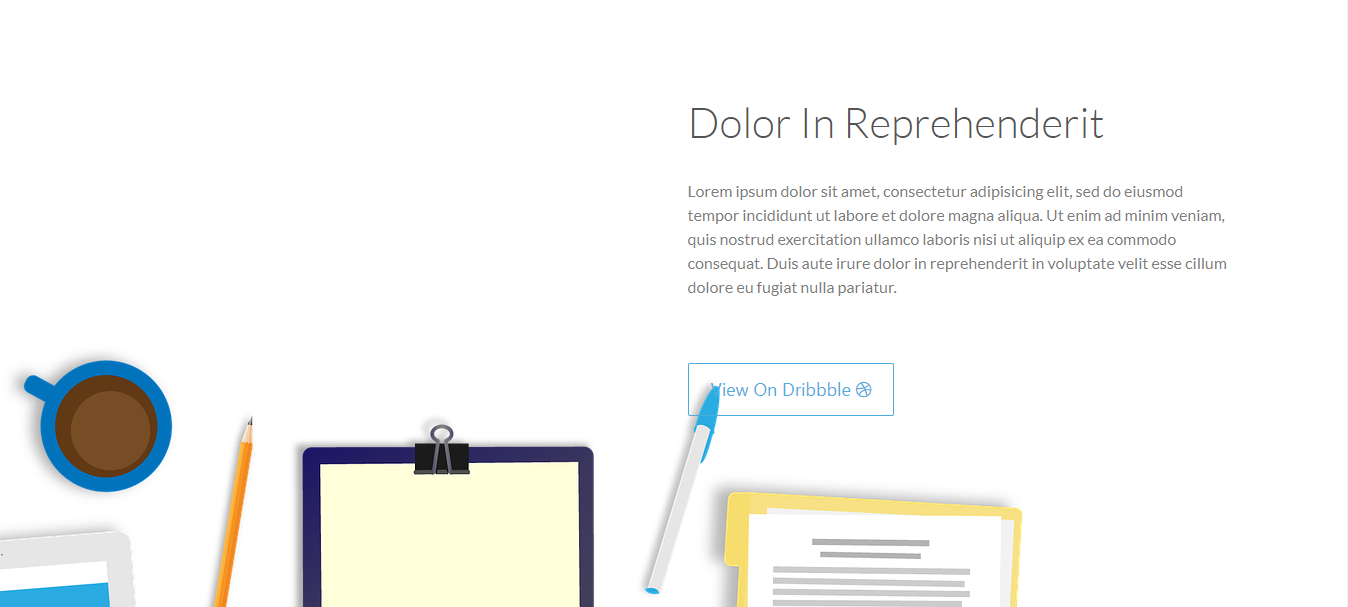 Dolor In Reprehenderit
Lorem ipsum dolor sit amet, consectetur adipisicing elit, sed do eiusmod
tempor incididunt ut labore et dolore magna aliqua. Ut enim ad minim veniam,
quis nostrud exercitation ullamco laboris nisi ut aliquip ex ea commodo
consequat. Duis aute irure dolor in reprehenderit in voluptate velit esse cillum
dolore eu fugiat nulla pariatur.
View On Dribbble